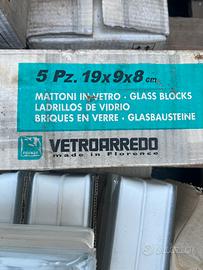 5 Pz. 19x9x8 cm
MATTONI IN VETRO · GLASS BLOCKS
LADRILLOS DE VIDRIO
BRIQUES EN VERRE · GLASBAUSTEINE
VETROARREDO
made in Florence